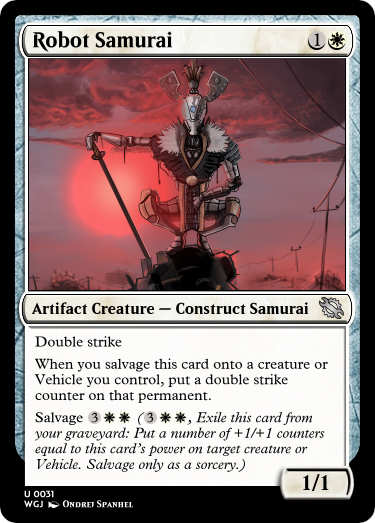 Robot Samurai 1
Artifact Creature — Construct Samurai
Double strike
When you salvage this card onto a creature or
Vehicle you control, put a double strike
counter on that permanent.
Salvage 3 (3, Exile this card from
your graveyard: Put a number of +1/+1 counters
equal to this card's power on target creature or
Vehicle. Salvage only as a sorcery.)
1/1
U 0031
WGJ Ondrej Spanhel